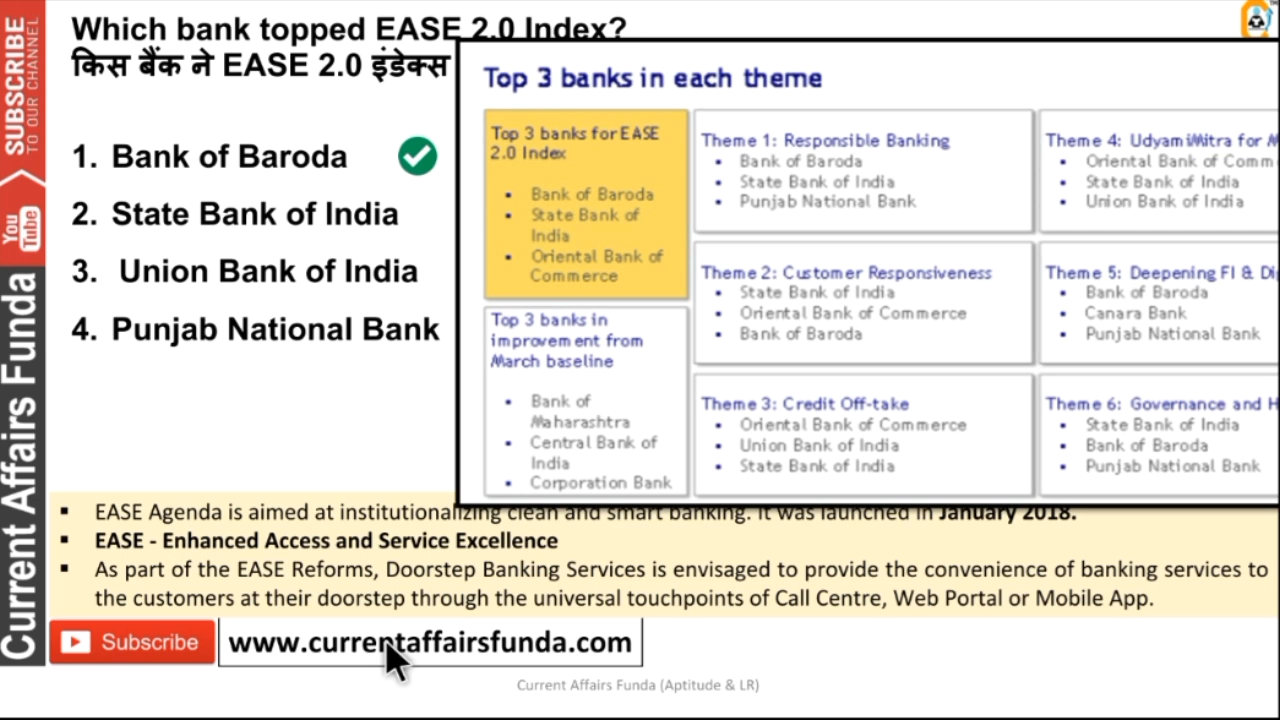 SUBSCRIBE
TO OUR CHANNEL
You
Tube
Current Affairs Funda
Which bank topped EASE 2.0 Index?
किस बैंक ने EASE 2.0 इंडेक्स
1. Bank of Baroda
2. State Bank of India
3. Union Bank of India
4. Punjab National Bank
Top 3 banks in each theme
Top 3 banks for EASE
2.0 Index
▪ Bank of Baroda
▪ State Bank of
India
▪ Oriental Bank of
Commerce
Top 3 banks in
improvement from
March baseline
▪ Bank of
Maharashtra
▪ Central Bank of
India
▪ Corporation Bank
Theme 1: Responsible Banking
▪ Bank of Baroda
▪ State Bank of India
▪ Punjab National Bank
Theme 2: Customer Responsiveness
▪ State Bank of India
▪ Oriental Bank of Commerce
▪ Bank of Baroda
Theme 3: Credit Off-take
▪ Oriental Bank of Commerce
▪ Union Bank of India
▪ State Bank of India
Theme 4: UdyamiMitra for
▪ Oriental Bank of Comm
▪ State Bank of India
▪ Union Bank of India
Theme 5: Deepening FI &
▪ Bank of Baroda
▪ Canara Bank
▪ Punjab National Bank
Theme 6: Governance and
▪ State Bank of India
▪ Bank of Baroda
▪ Punjab National Bank
▪ EASE Agenda is aimed at institutionalizing clean and smart banking. It was launched in January 2018.
▪ EASE - Enhanced Access and Service Excellence
▪ As part of the EASE Reforms, Doorstep Banking Services is envisaged to provide the convenience of banking services to
the customers at their doorstep through the universal touchpoints of Call Centre, Web Portal or Mobile App.
Subscribe
www.currentaffairsfunda.com
Current Affairs Funda (Aptitude & LR)